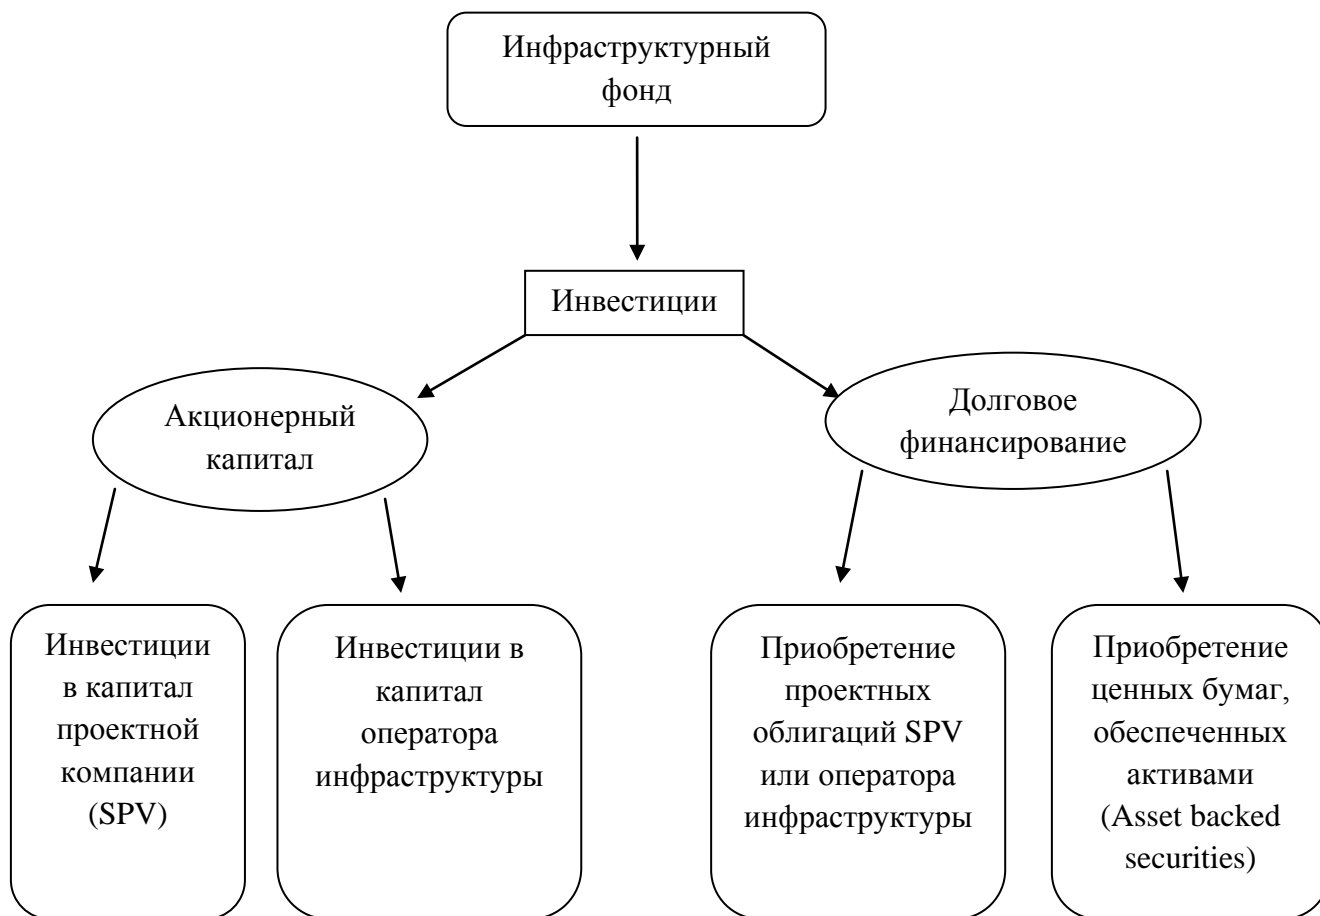 Инфраструктурный
фонд
Инвестиции
Акционерный
капитал
Долговое
финансирование
Инвестиции
в капитал
проектной
компании
(SPV)
Инвестиции в
капитал
оператора
инфраструктуры
Приобретение
проектных
облигаций SPV
или оператора
инфраструктуры
Приобретение
ценных бумаг,
обеспеченных
активами
(Asset backed
securities)